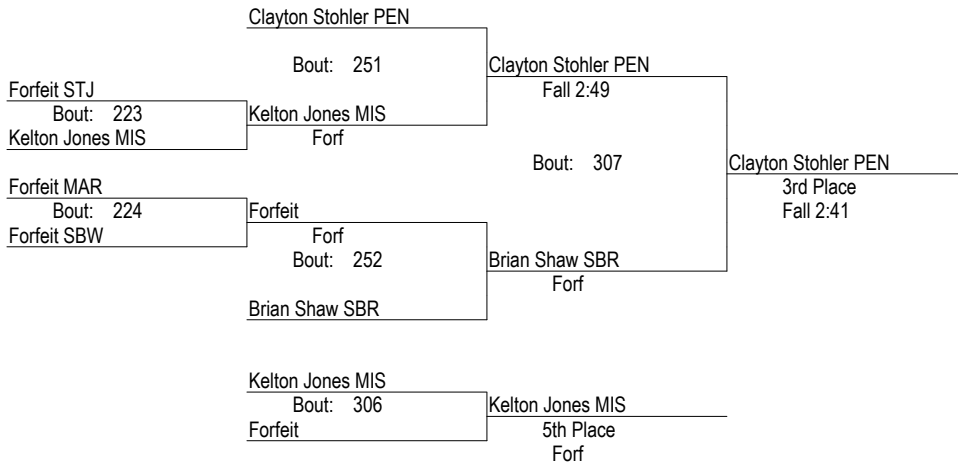 Clayton Stohler PEN
Bout: 251
Clayton Stohler PEN
Fall 2:49
Forfeit STJ
Bout: 223
Kelton Jones MIS
Kelton Jones MIS
Forf
Bout: 307
Clayton Stohler PEN
3rd Place
Fall 2:41
Forfeit MAR
Bout: 224
Forfeit SBW
Forfeit
Forf
Bout: 252
Brian Shaw SBR
Forf
Brian Shaw SBR
Kelton Jones MIS
Bout: 306
Forfeit
Kelton Jones MIS
5th Place
Forf